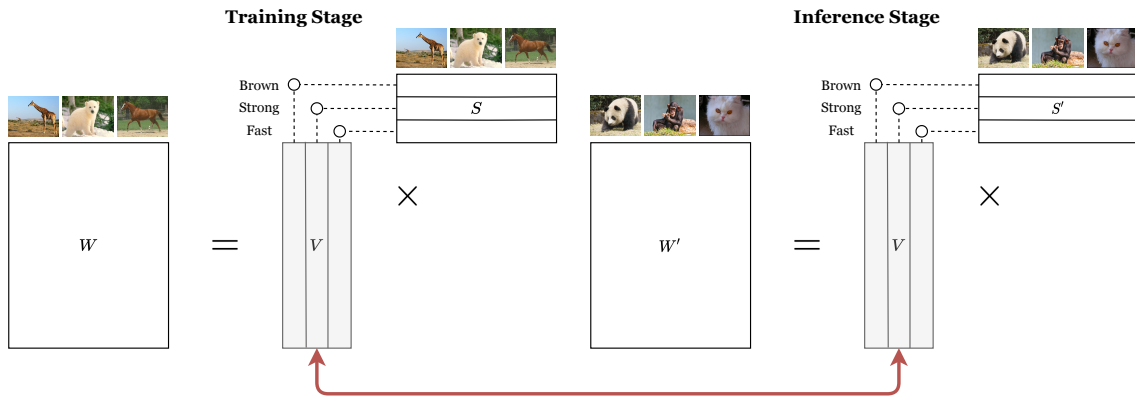 Training Stage
Inference Stage
Brown
Strong
Fast
S
W
=
V
×
Brown
Strong
Fast
S'
W'
=
V
×